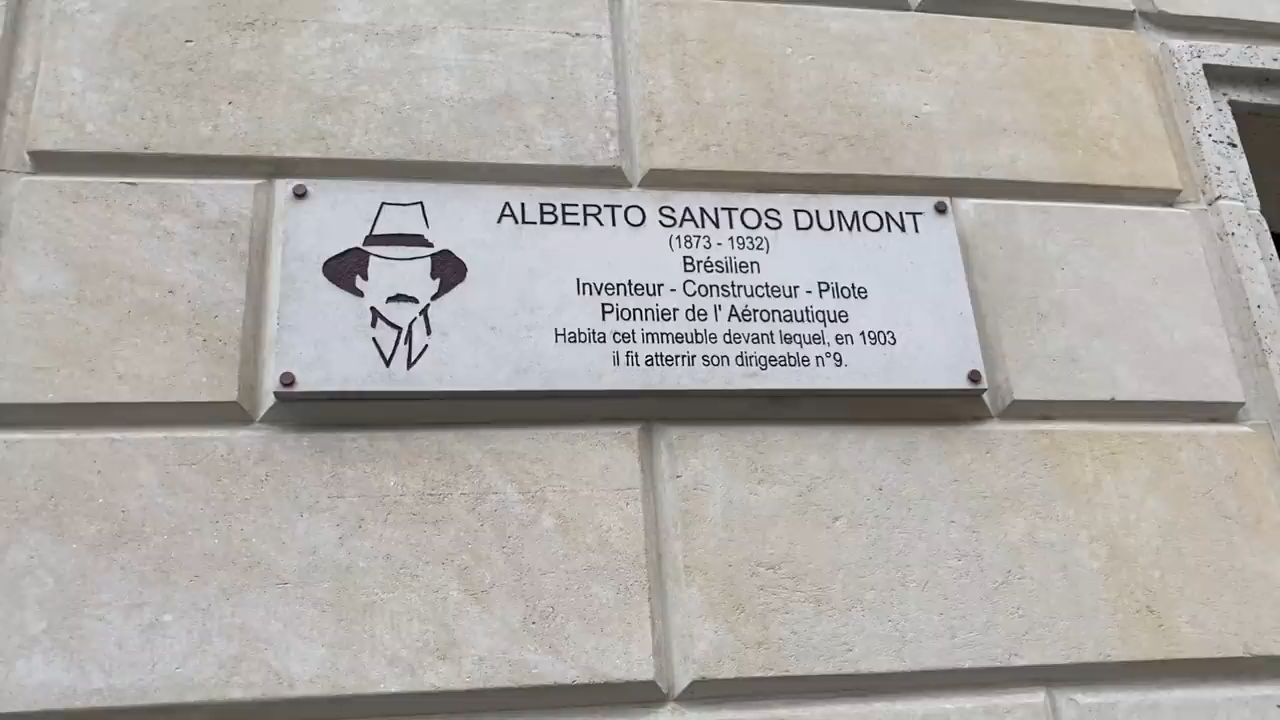 ALBERTO SANTOS DUMONT
(1873 - 1932)
Brésilien
Inventeur - Constructeur - Pilote
Pionnier de l' Aéronautique
Habita cet immeuble devant lequel, en 1903
il fit atterrir son dirigeable n°9.